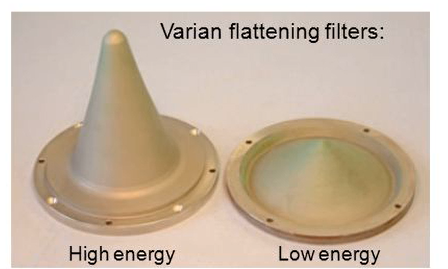 Varian flattening filters:
High energy
Low energy